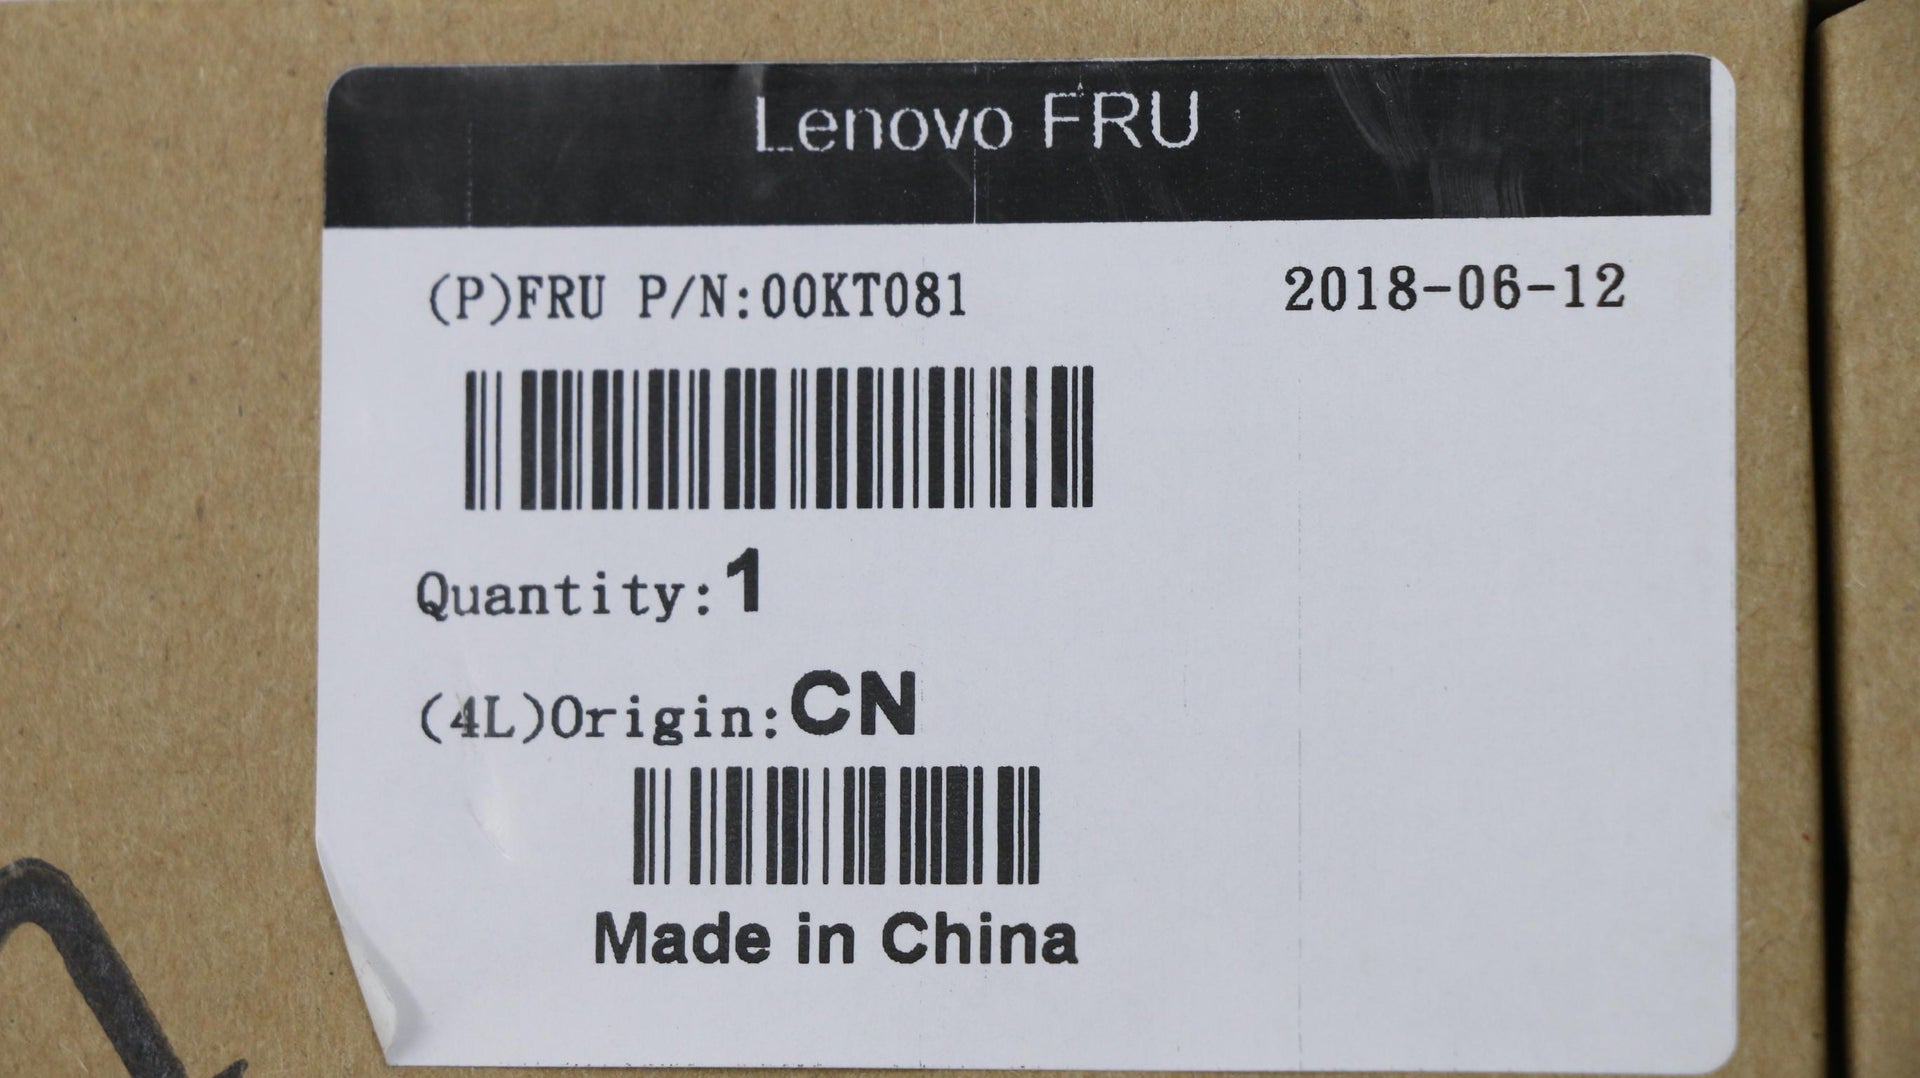 Lenovo FRU
(P)FRU P/N:00KT081 2018-06-12
Quantity:1
(4L)Origin:CN
Made in China